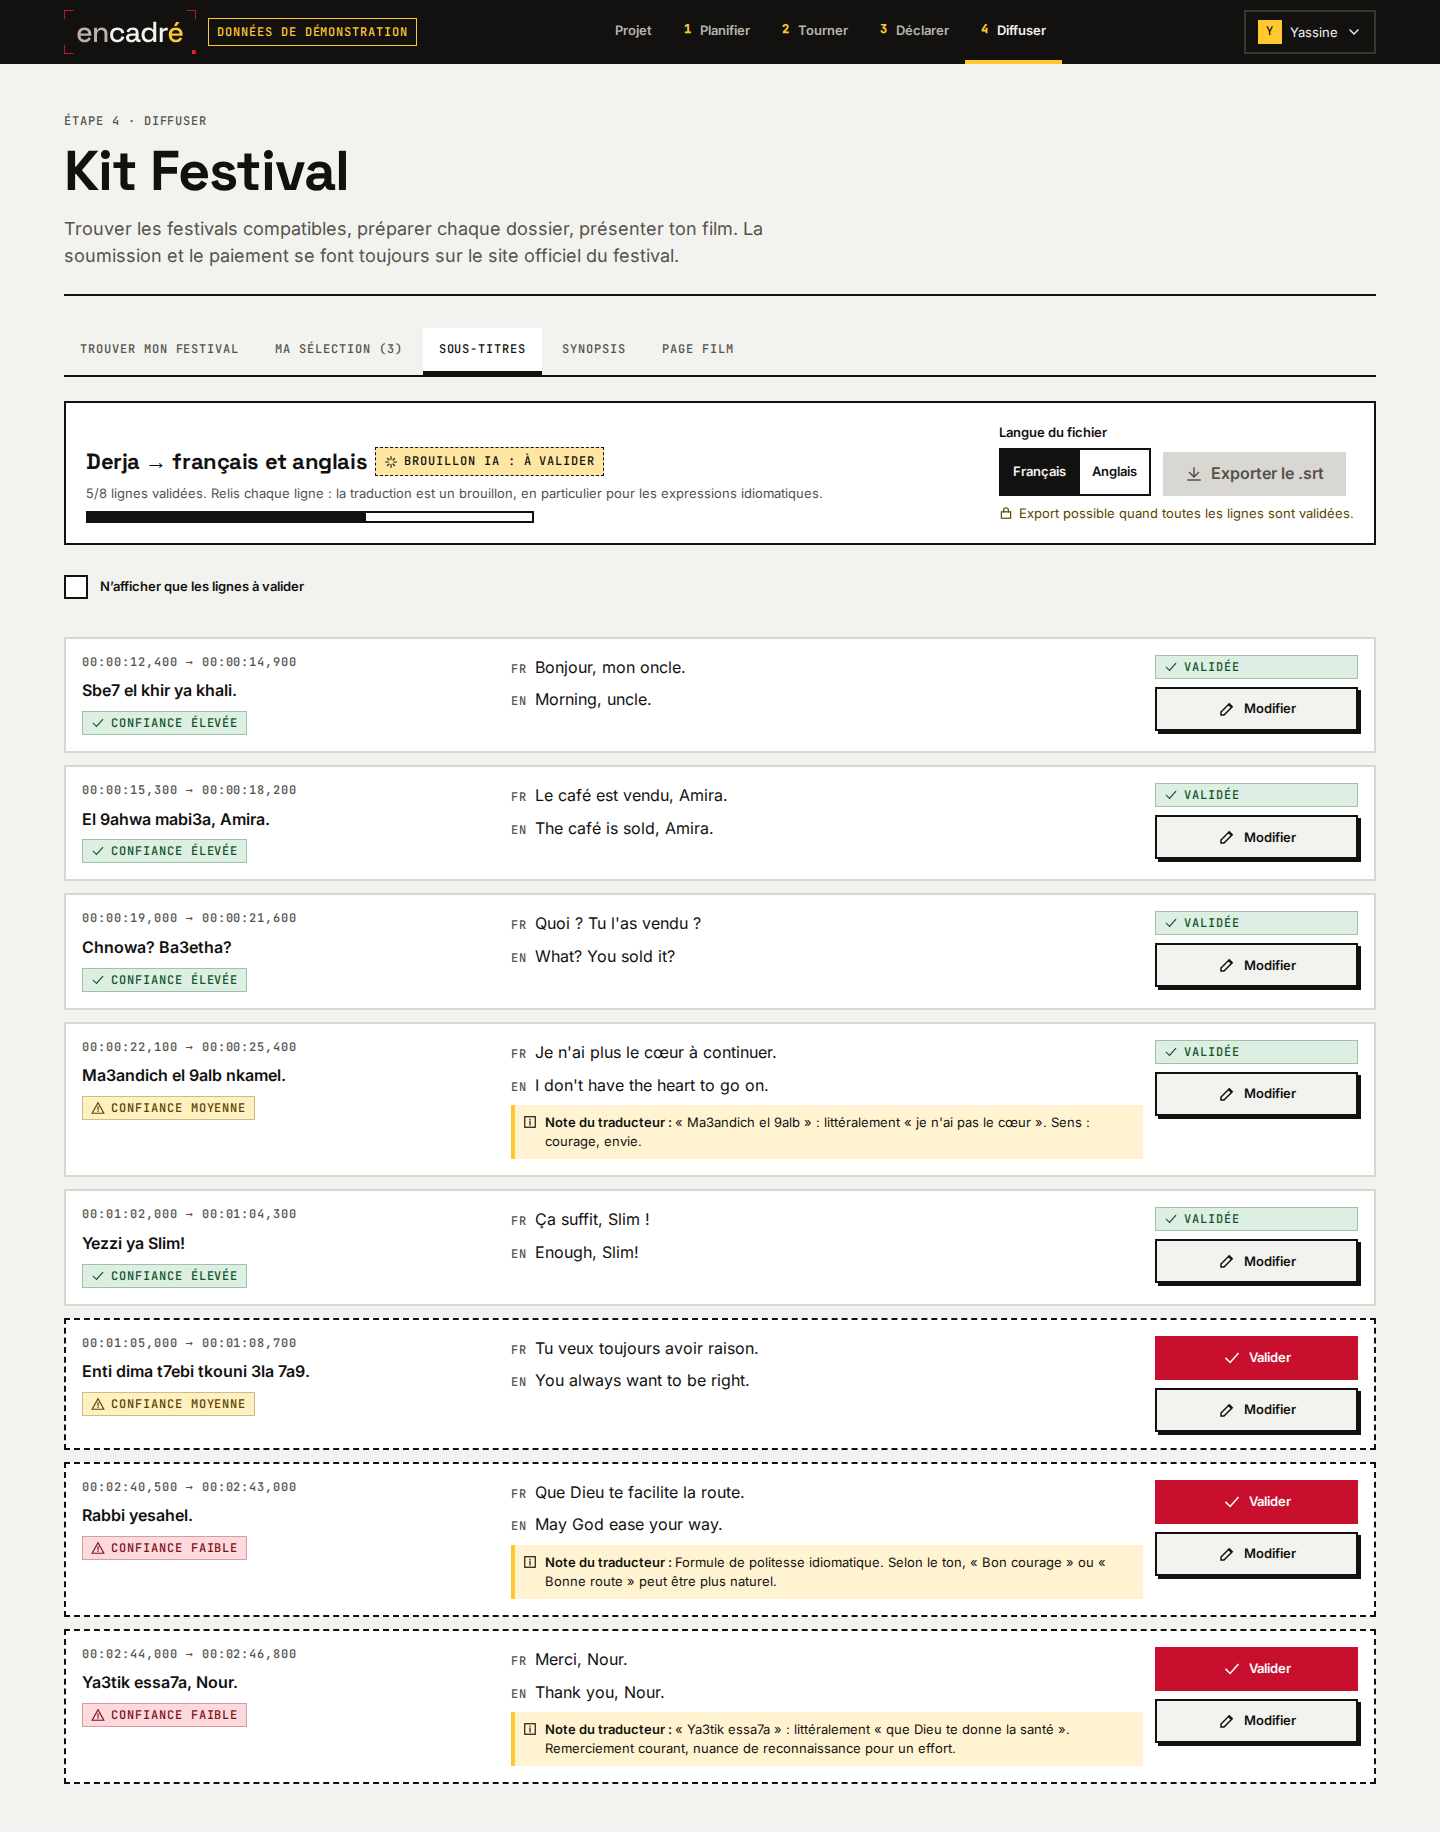 encadré
DONNÉES DE DÉMONSTRATION
Projet
1 Planifier
2 Tourner
3 Déclarer
4 Diffuser
Y Yassine
ÉTAPE 4 · DIFFUSER
Kit Festival
Trouver les festivals compatibles, préparer chaque dossier, présenter ton film. La
soumission et le paiement se font toujours sur le site officiel du festival.
TROUVER MON FESTIVAL
MA SÉLECTION (3)
SOUS-TITRES
SYNOPSIS
PAGE FILM
Derja → français et anglais
BROUILLON IA : À VALIDER
5/8 lignes validées. Relis chaque ligne : la traduction est un brouillon, en particulier pour les expressions idiomatiques.
Langue du fichier
Français
Anglais
Exporter le .srt
Export possible quand toutes les lignes sont validées.
N'afficher que les lignes à valider
00:00:12,400 → 00:00:14,900
Sbe7 el khir ya khali.
CONFIANCE ÉLEVÉE
FR Bonjour, mon oncle.
EN Morning, uncle.
VALIDÉE
Modifier
00:00:15,300 → 00:00:18,200
El 9ahwa mabi3a, Amira.
CONFIANCE ÉLEVÉE
FR Le café est vendu, Amira.
EN The café is sold, Amira.
VALIDÉE
Modifier
00:00:19,000 → 00:00:21,600
Chnowa? Ba3etha?
CONFIANCE ÉLEVÉE
FR Quoi ? Tu l'as vendu ?
EN What? You sold it?
VALIDÉE
Modifier
00:00:22,100 → 00:00:25,400
Ma3andich el 9alb nkamel.
CONFIANCE MOYENNE
FR Je n'ai plus le cœur à continuer.
EN I don't have the heart to go on.
Note du traducteur : « Ma3andich el 9alb » : littéralement « je n'ai pas le cœur ». Sens :
courage, envie.
VALIDÉE
Modifier
00:01:02,000 → 00:01:04,300
Yezzi ya Slim!
CONFIANCE ÉLEVÉE
FR Ça suffit, Slim !
EN Enough, Slim!
VALIDÉE
Modifier
00:01:05,000 → 00:01:08,700
Enti dima t7ebi tkouni 3la 7a9.
CONFIANCE MOYENNE
FR Tu veux toujours avoir raison.
EN You always want to be right.
Valider
Modifier
00:02:40,500 → 00:02:43,000
Rabbi yesahel.
CONFIANCE FAIBLE
FR Que Dieu te facilite la route.
EN May God ease your way.
Note du traducteur : Formule de politesse idiomatique. Selon le ton, « Bon courage » ou «
Bonne route » peut être plus naturel.
Valider
Modifier
00:02:44,000 → 00:02:46,800
Ya3tik essa7a, Nour.
CONFIANCE FAIBLE
FR Merci, Nour.
EN Thank you, Nour.
Note du traducteur : « Ya3tik essa7a » : littéralement « que Dieu te donne la santé ».
Remerciement courant, nuance de reconnaissance pour un effort.
Valider
Modifier